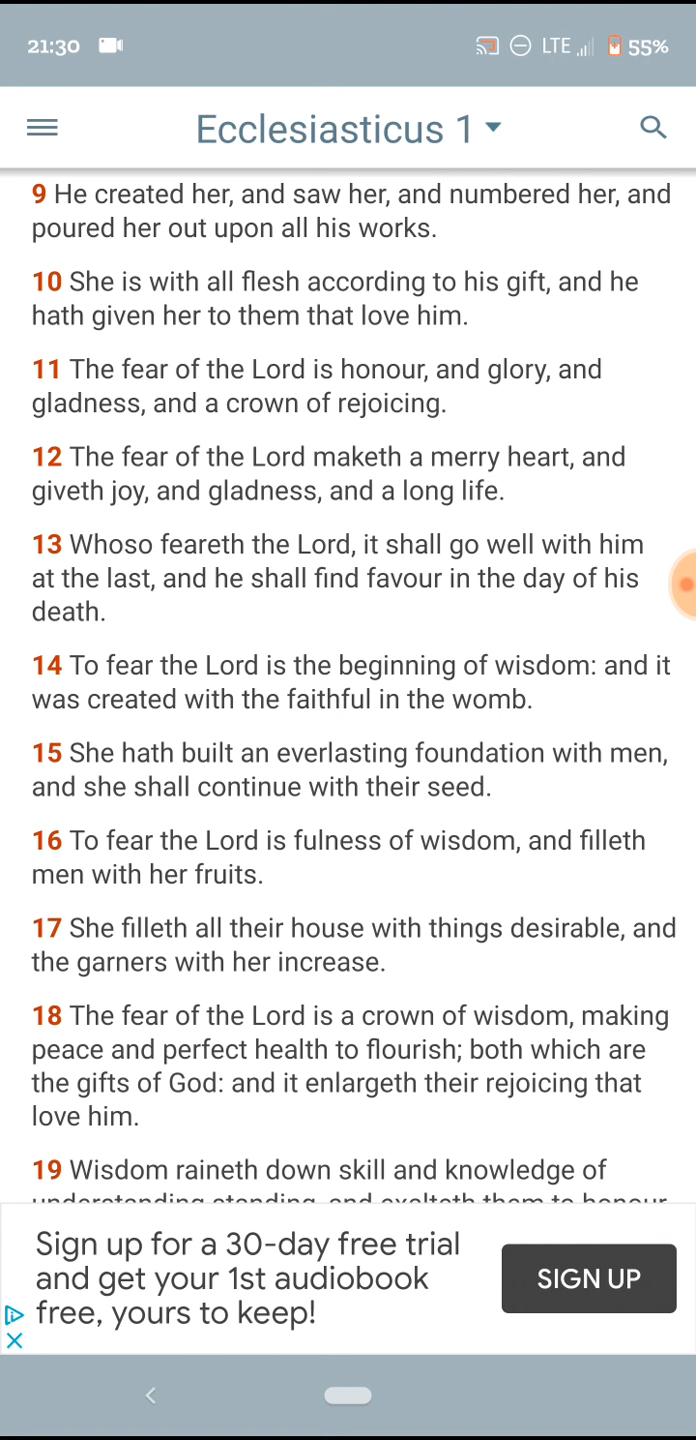 21:30
LTE
55%
Ecclesiasticus 1
9 He created her, and saw her, and numbered her, and
poured her out upon all his works.
10 She is with all flesh according to his gift, and he
hath given her to them that love him.
11 The fear of the Lord is honour, and glory, and
gladness, and a crown of rejoicing.
12 The fear of the Lord maketh a merry heart, and
giveth joy, and gladness, and a long life.
13 Whoso feareth the Lord, it shall go well with him
at the last, and he shall find favour in the day of his
death.
14 To fear the Lord is the beginning of wisdom: and it
was created with the faithful in the womb.
15 She hath built an everlasting foundation with men,
and she shall continue with their seed.
16 To fear the Lord is fulness of wisdom, and filleth
men with her fruits.
17 She filleth all their house with things desirable, and
the garners with her increase.
18 The fear of the Lord is a crown of wisdom, making
peace and perfect health to flourish; both which are
the gifts of God: and it enlargeth their rejoicing that
love him.
19 Wisdom raineth down skill and knowledge of
understanding standing, and exalteth them to honour
Sign up for a 30-day free trial
and get your 1st audiobook
free, yours to keep!
SIGN UP